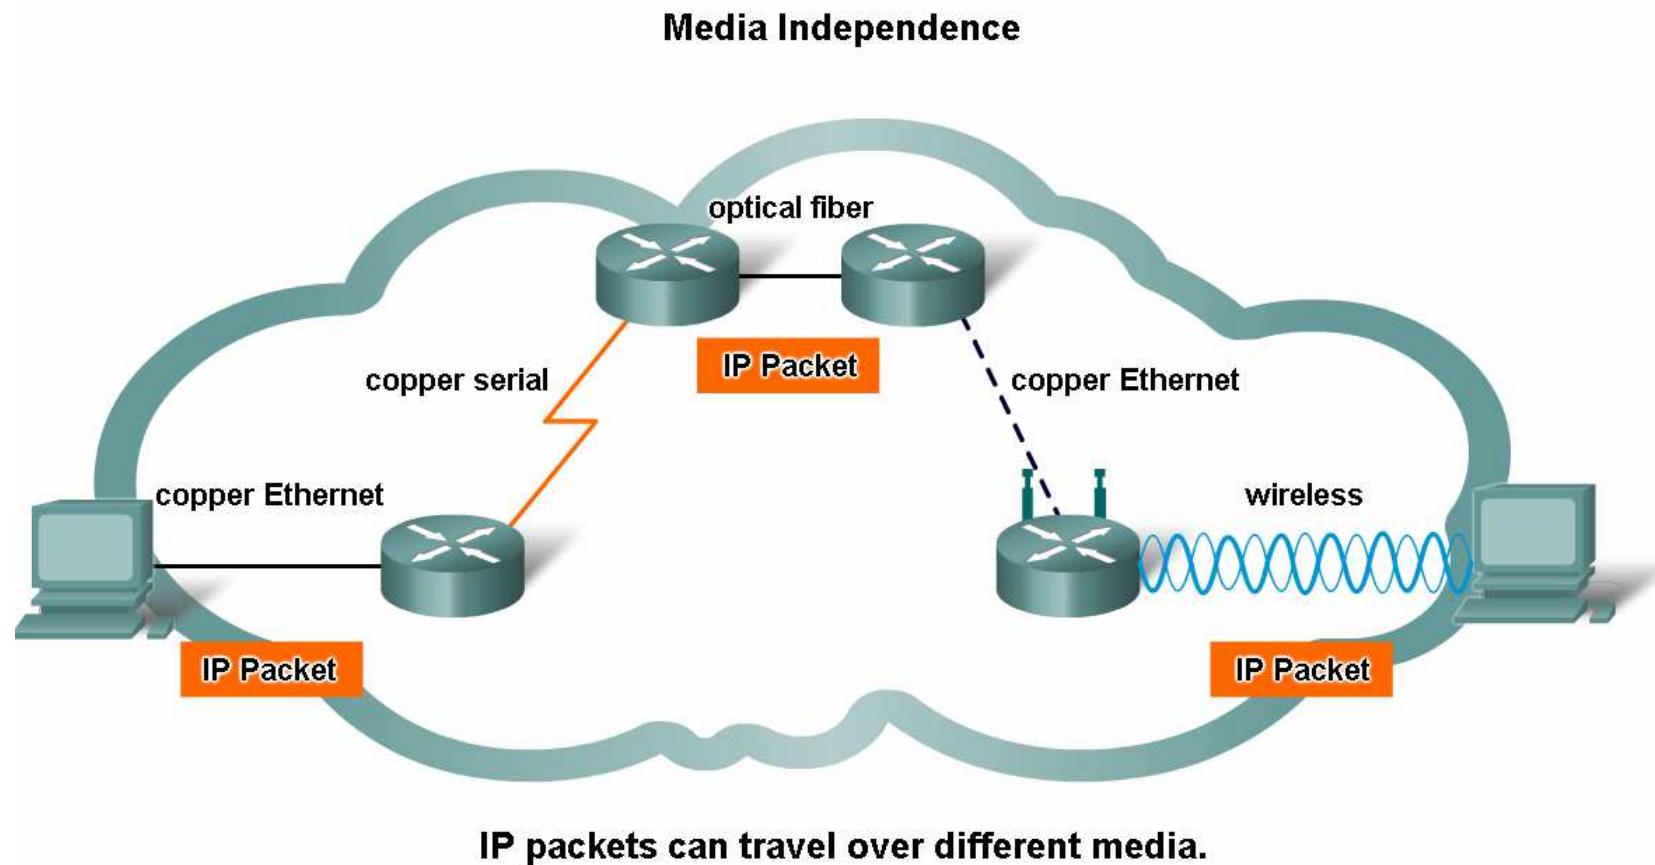 Media Independence
optical fiber
IP Packet
copper serial
copper Ethernet
copper Ethernet
wireless
IP Packet
IP Packet
IP packets can travel over different media.